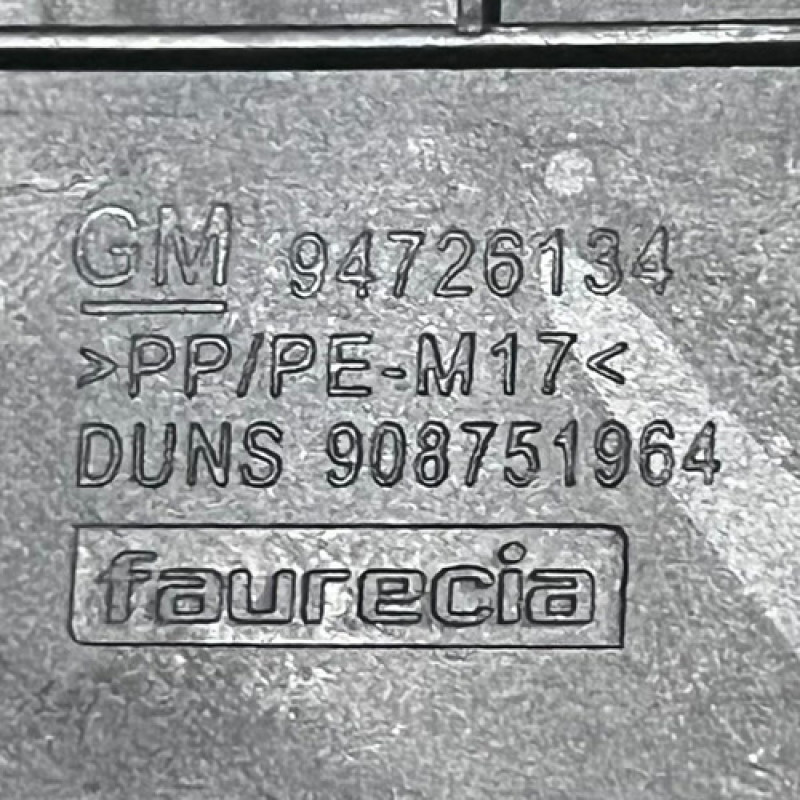 GM 94726134
>PP/PE-M17<
DUNS 908751964
faurecia